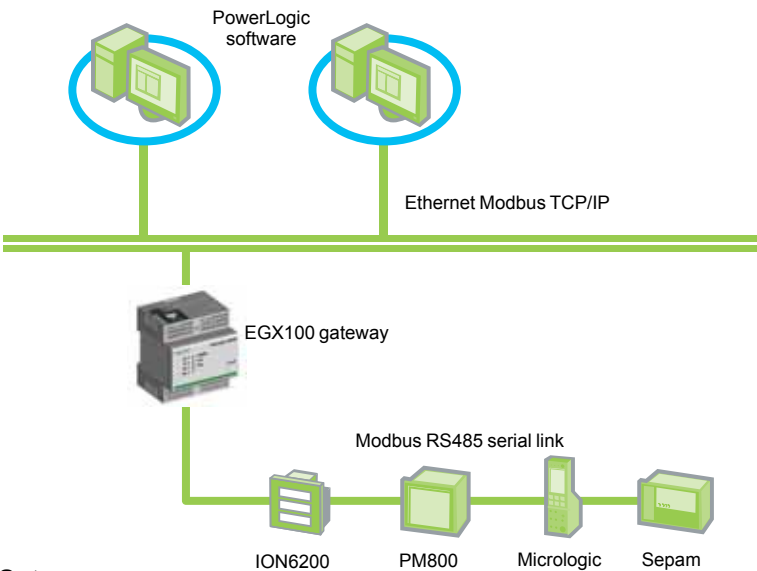 PowerLogic
software
Ethernet Modbus TCP/IP
EGX100 gateway
Modbus RS485 serial link
ION6200
PM800
Micrologic
Sepam